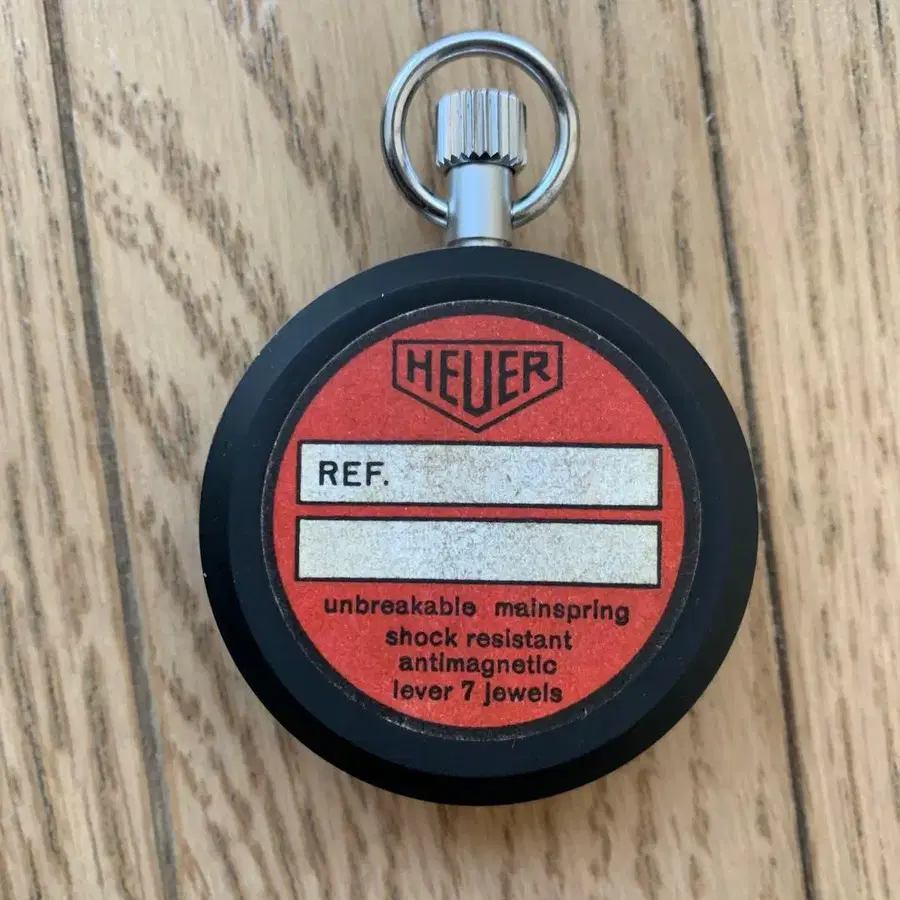 HEUER
REF.
unbreakable mainspring
shock resistant
antimagnetic
lever 7 jewels